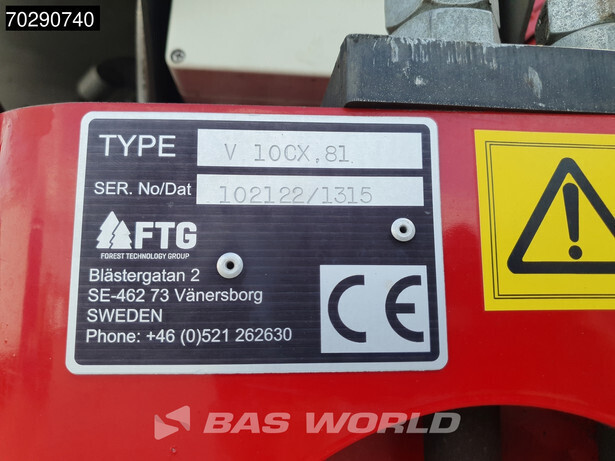 70290740
TYPE V 10CX,81
SER. No/Dat 102122/1315
FTG
FOREST TECHNOLOGY GROUP
Blästergatan 2
SE-462 73 Vänersborg
SWEDEN
Phone: +46 (0)521 262630
CE
BAS WORLD